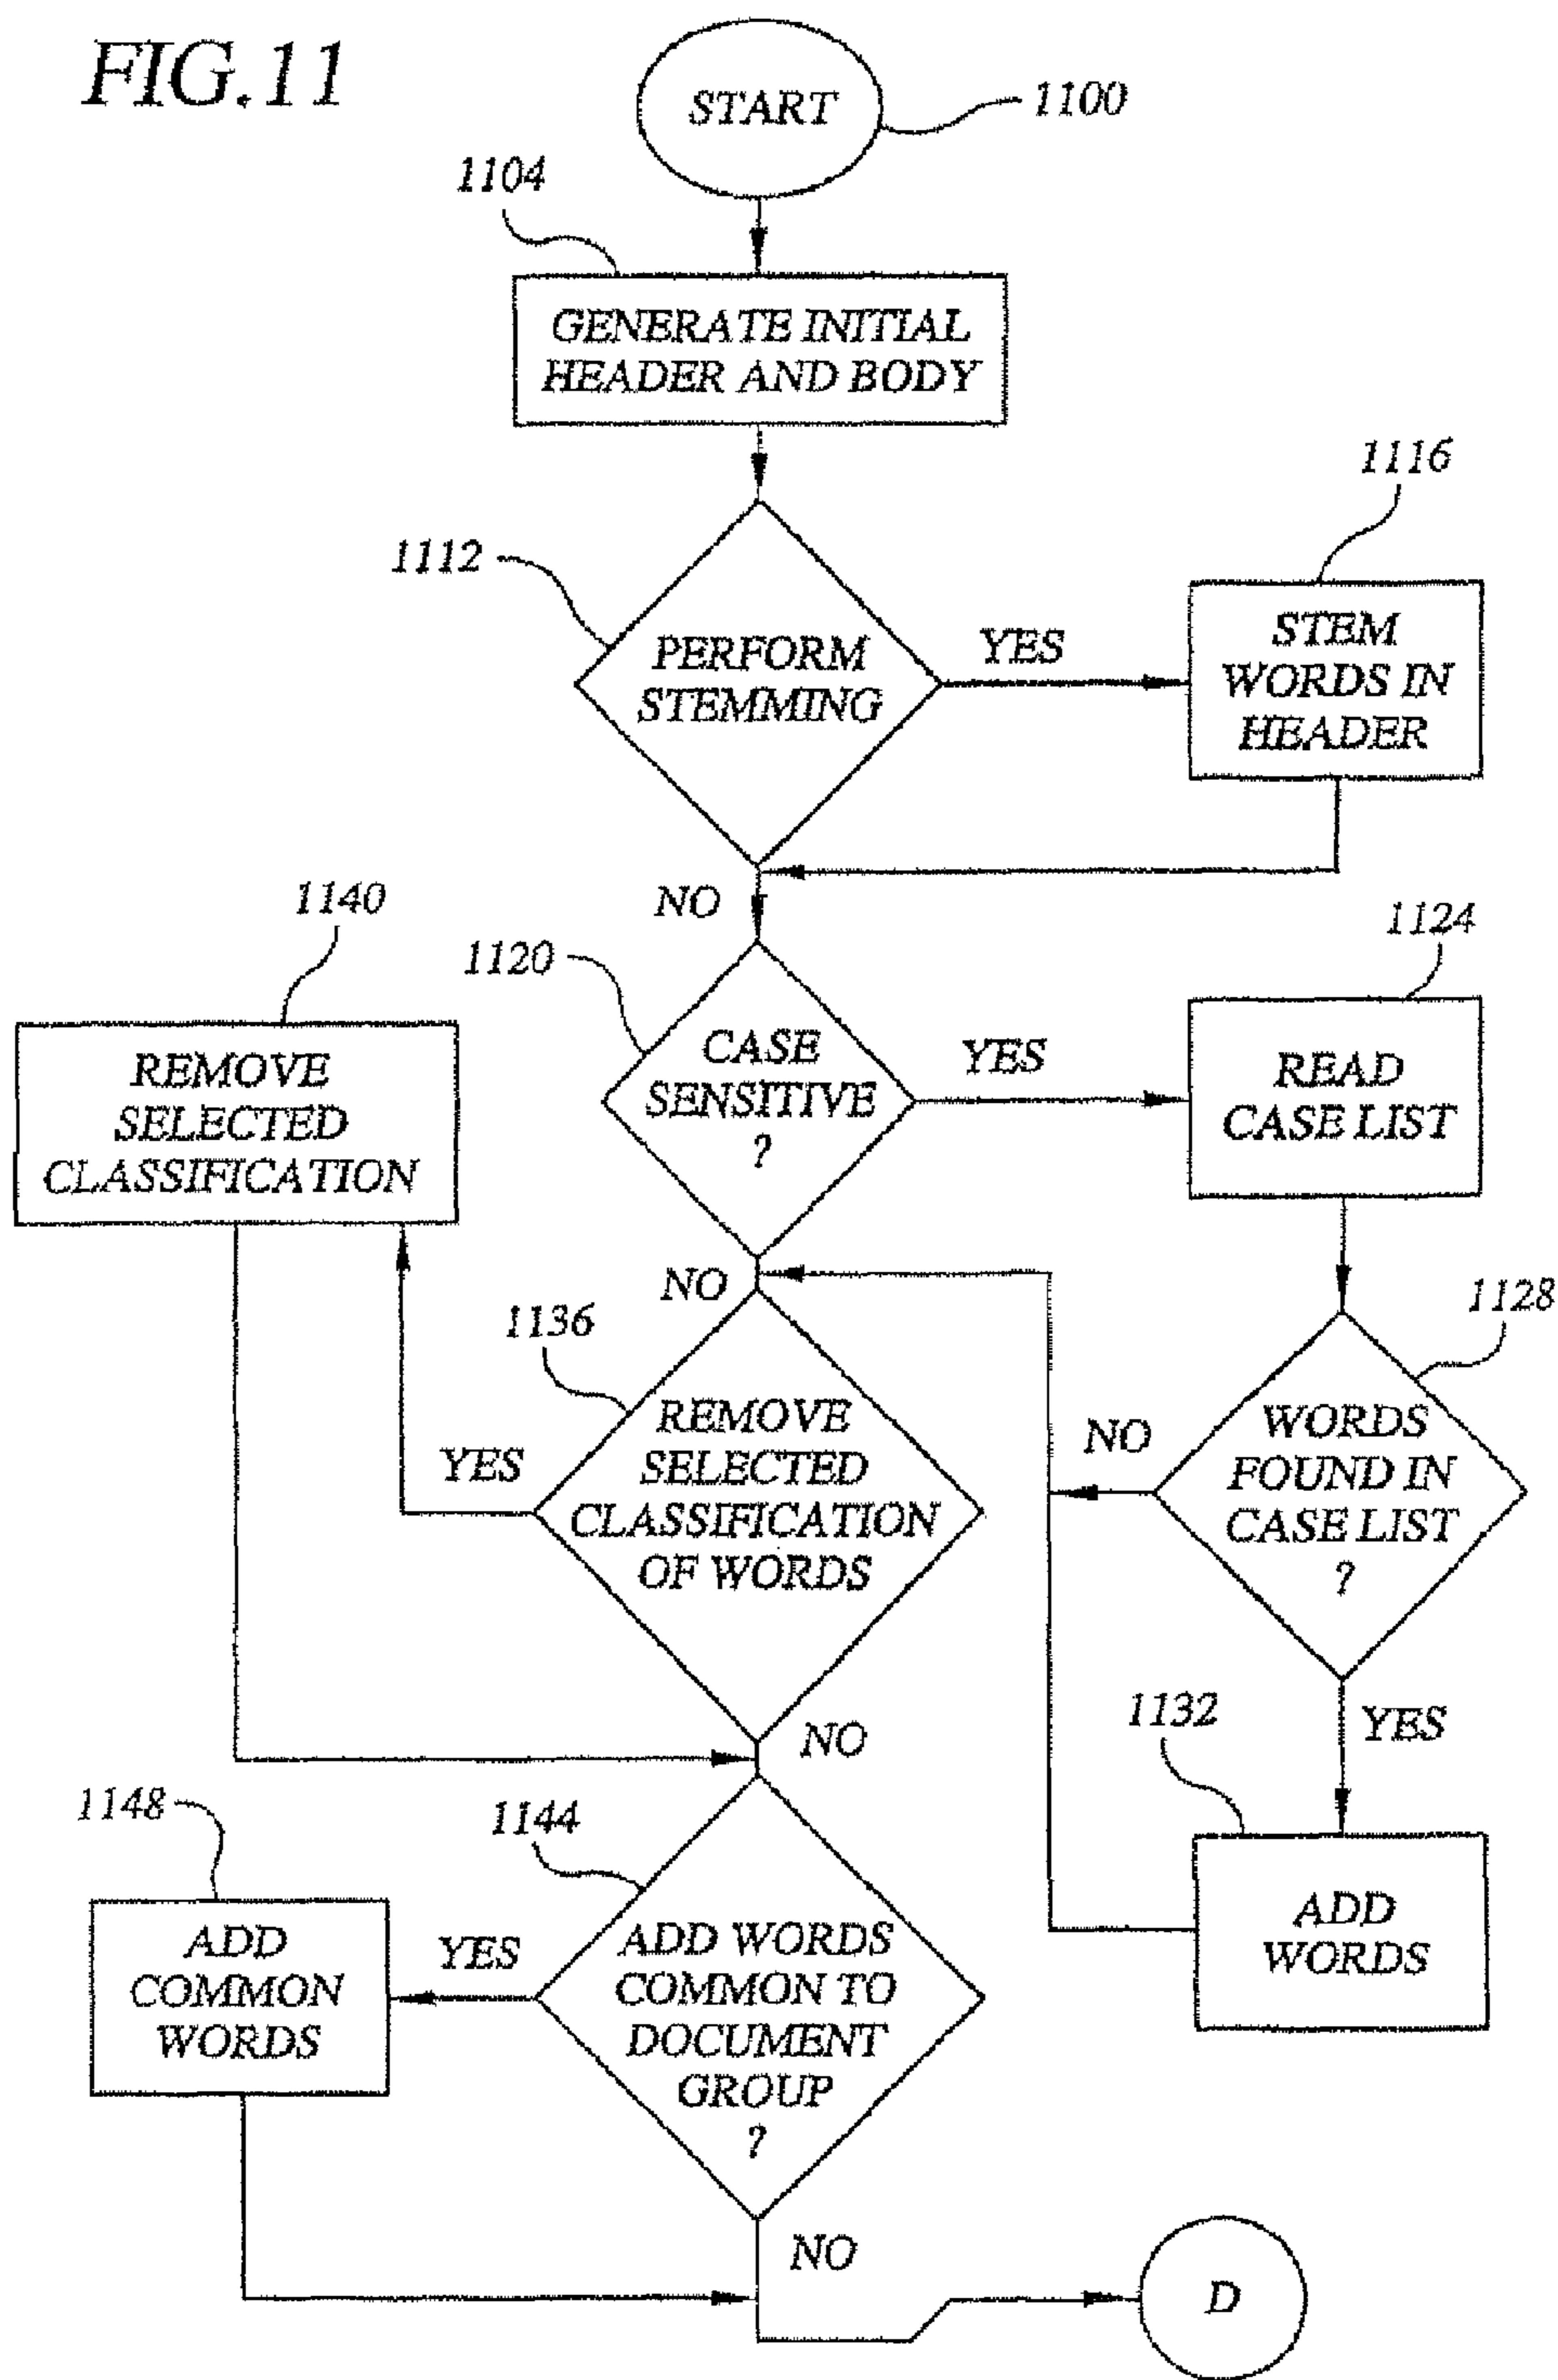 FIG.11
START
1100
1104
GENERATE INITIAL
HEADER AND BODY
1112
PERFORM
STEMMING
YES
1116
STEM
WORDS IN
HEADER
NO
1120
CASE
SENSITIVE
?
YES
1124
READ
CASE LIST
1140
REMOVE
SELECTED
CLASSIFICATION
NO
1128
WORDS
FOUND IN
CASE LIST
?
NO
YES
1136
REMOVE
SELECTED
CLASSIFICATION
OF WORDS
YES
NO
1132
ADD
WORDS
1148
ADD
COMMON
WORDS
YES
1144
ADD WORDS
COMMON TO
DOCUMENT
GROUP
?
NO
D